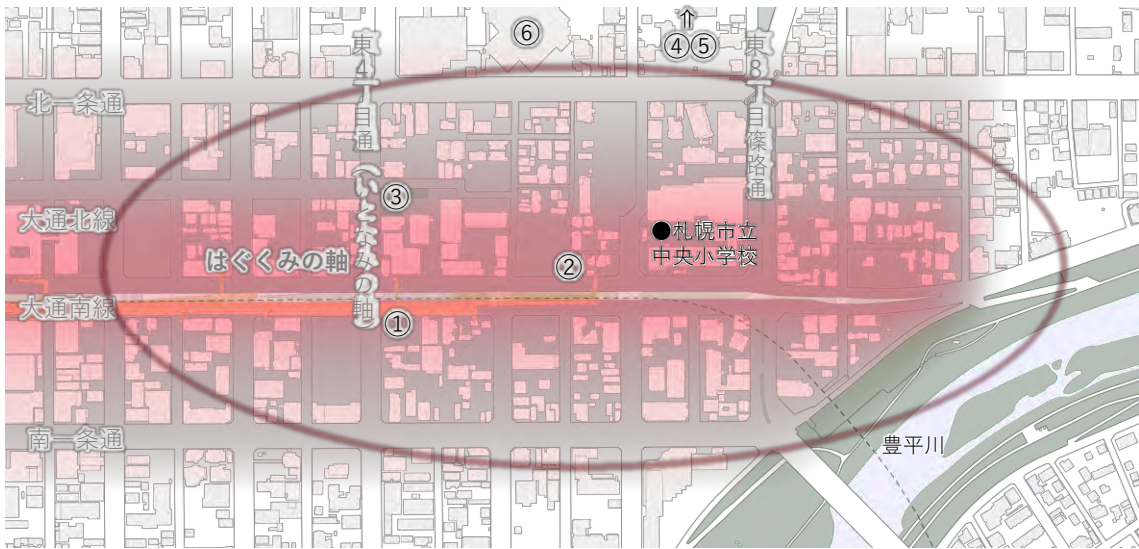 ⑥
⇑
④⑤
東4丁目通（いとなみの軸）
東8丁目篠路通
北一条通
③
大通北線
●札幌市立
中央小学校
はぐくみの軸
②
大通南線
①
南一条通
豊平川